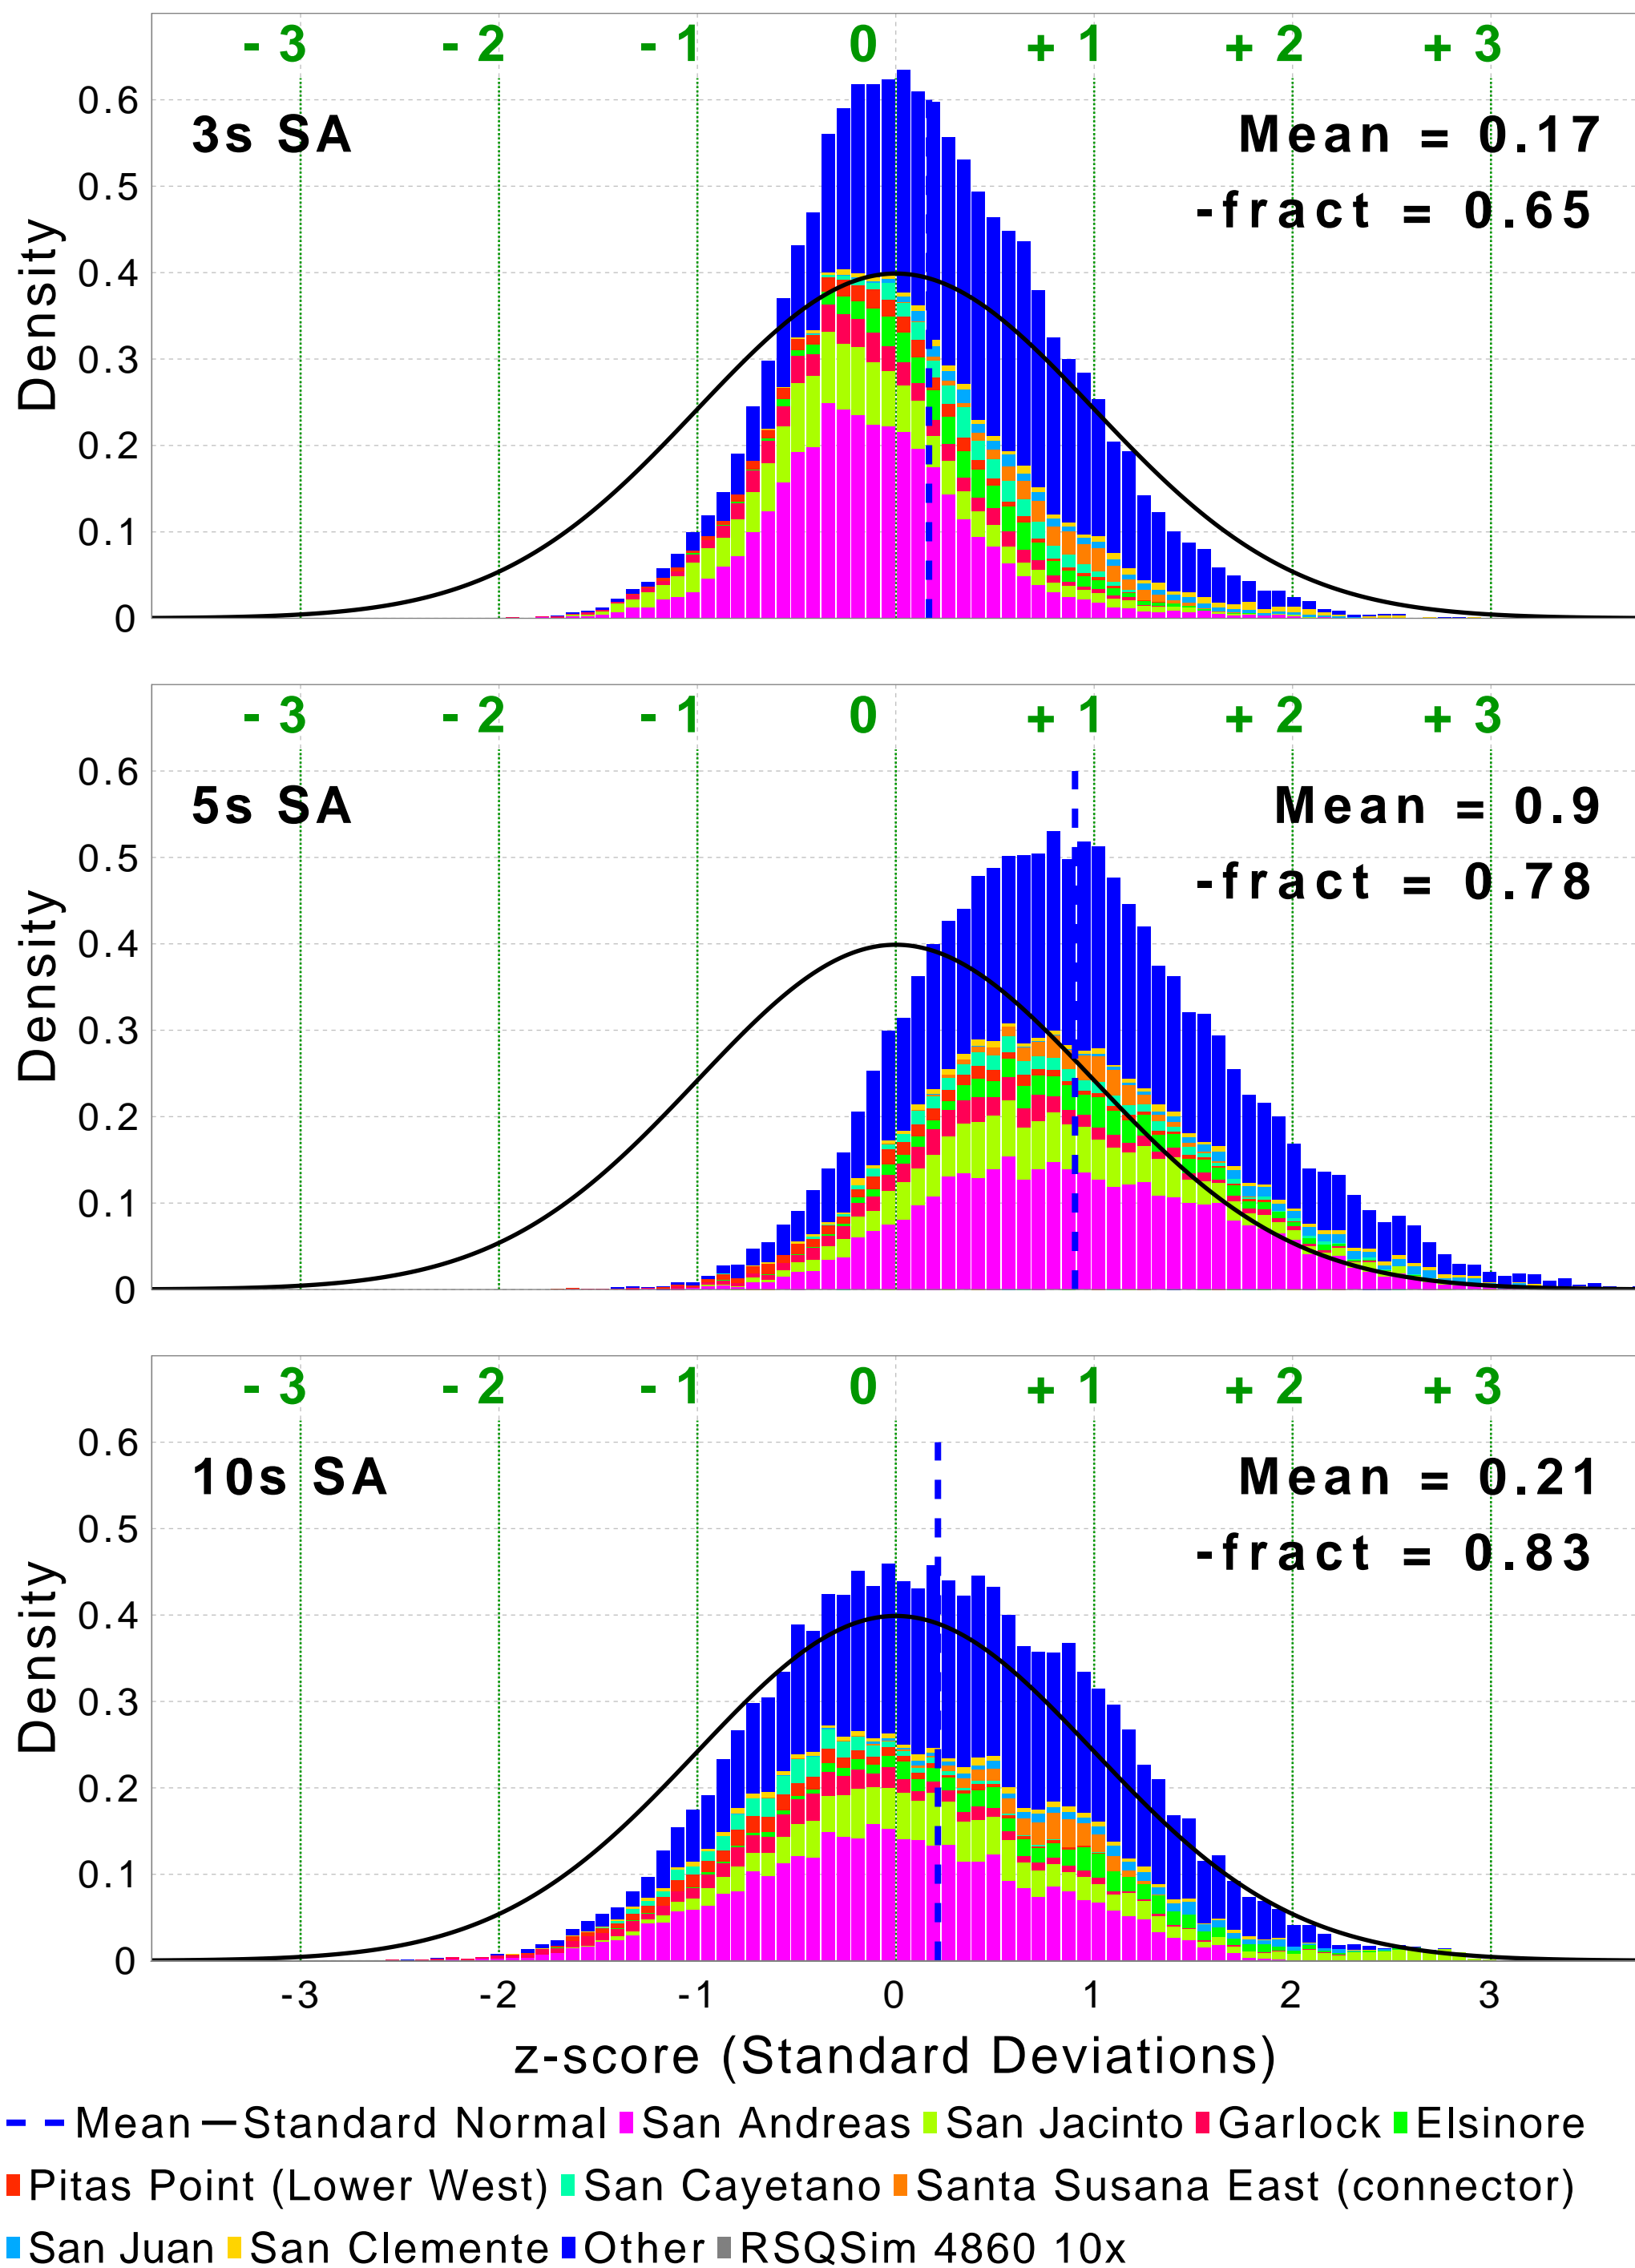 - 3 - 2 - 1 0 + 1 + 2 + 3
0.6
3s SA
Mean = 0.17
0.5
-fract = 0.65
0.4
Density
0.3
0.2
0.1
0
- 3 - 2 - 1 0 + 1 + 2 + 3
0.6
5s SA
Mean = 0.9
0.5
-fract = 0.78
0.4
Density
0.3
0.2
0.1
0
- 3 - 2 - 1 0 + 1 + 2 + 3
0.6
10s SA
Mean = 0.21
0.5
-fract = 0.83
0.4
Density
0.3
0.2
0.1
0
-3 -2 -1 0 1 2 3
z-score (Standard Deviations)
Mean Standard Normal San Andreas San Jacinto Garlock Elsinore
Pitas Point (Lower West) San Cayetano Santa Susana East (connector)
San Juan San Clemente Other RSQSim 4860 10x